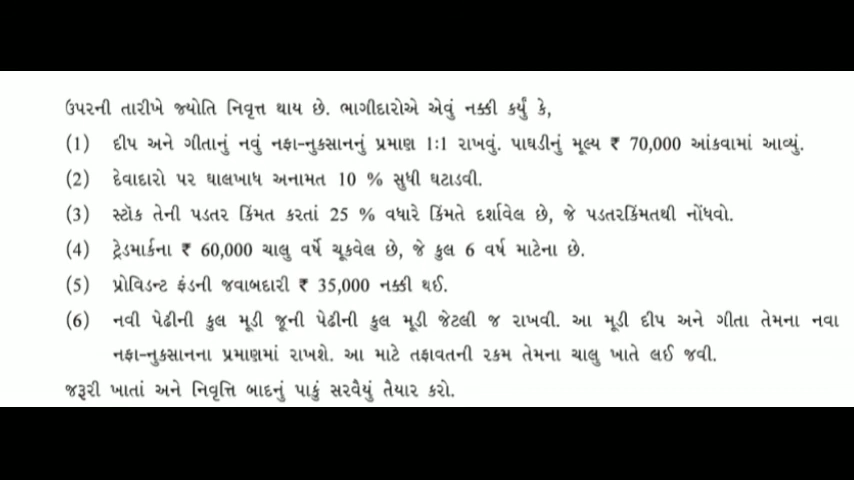 ઉપરની તારીખે જ્યોતિ નિવૃત્ત થાય છે. ભાગીદારોએ એવું નક્કી કર્યું કે,
(1) દીપ અને ગીતાનું નવું નફા-નુકસાનનું પ્રમાણ 1:1 રાખવું. પાઘડીનું મૂલ્ય ₹ 70,000 આંકવામાં આવ્યું.
(2) દેવાદારો પર ઘાલખાધ અનામત 10 % સુધી ઘટાડવી.
(3) સ્ટૉક તેની પડતર કિંમત કરતાં 25 % વધારે કિંમતે દર્શાવેલ છે, જે પડતરકિંમતથી નોંધવો.
(4) ટ્રેડમાર્કના ₹ 60,000 ચાલુ વર્ષે ચૂકવેલ છે, જે કુલ 6 વર્ષ માટેના છે.
(5) પ્રોવિડન્ટ ફંડની જવાબદારી ₹ 35,000 નક્કી થઈ.
(6) નવી પેઢીની કુલ મૂડી જૂની પેઢીની કુલ મૂડી જેટલી જ રાખવી. આ મૂડી દીપ અને ગીતા તેમના નવા
નફા-નુકસાનના પ્રમાણમાં રાખશે. આ માટે તફાવતની રકમ તેમના ચાલુ ખાતે લઈ જવી.
જરૂરી ખાતાં અને નિવૃત્તિ બાદનું પાકું સરવૈયું તૈયાર કરો.